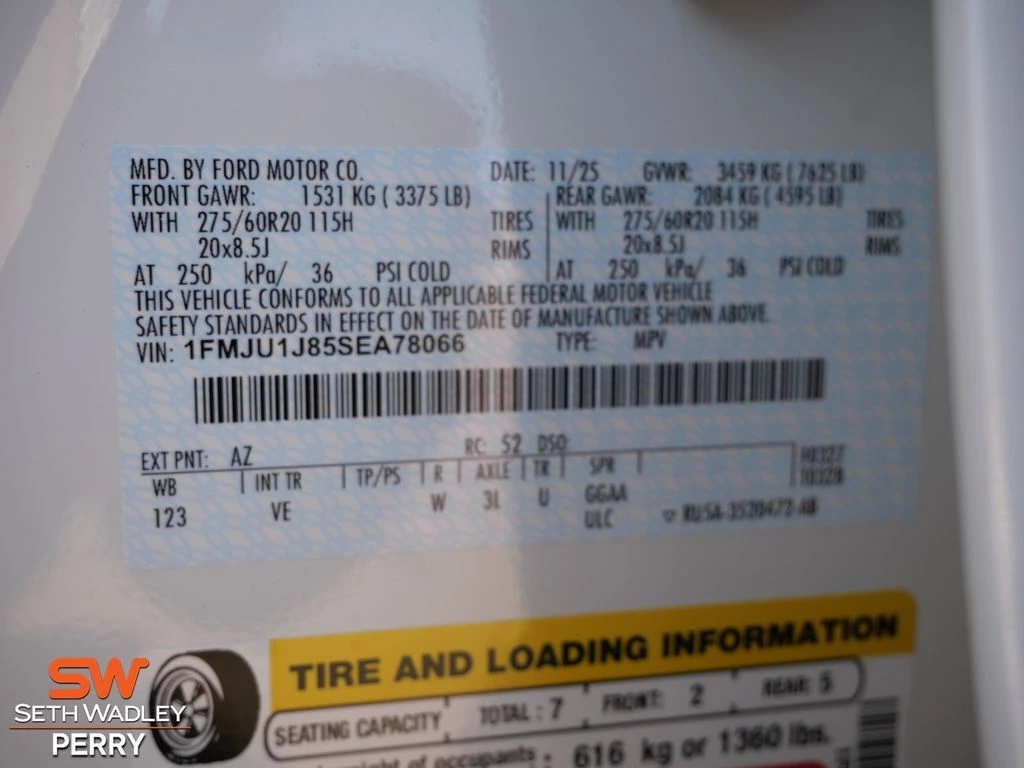 MFD. BY FORD MOTOR CO. DATE: 11/25 GVWR: 3459 KG ( 7625 LB)
FRONT GAWR: 1531 KG ( 3375 LB) REAR GAWR: 2084 KG ( 4595 LB)
WITH 275/60R20 115H TIRES WITH 275/60R20 115H TIRES
20x8.5J RIMS 20x8.5J RIMS
AT 250 kPa/ 36 PSI COLD AT 250 kPa/ 36 PSI COLD
THIS VEHICLE CONFORMS TO ALL APPLICABLE FEDERAL MOTOR VEHICLE
SAFETY STANDARDS IN EFFECT ON THE DATE OF MANUFACTURE SHOWN ABOVE.
VIN: 1FMJU1J85SEA78066 TYPE: MPV
EXT PNT: AZ RC: 52 DSO:
WB INT TR TP/PS R AXLE TR SPR
123 VE W 3L U GGAA
ULC
TIRE AND LOADING INFORMATION
SEATING CAPACITY TOTAL : 7 FRONT: 2 REAR: 5
weight of occupants 616 kg or 1360 lbs.
SW
SETH WADLEY
PERRY